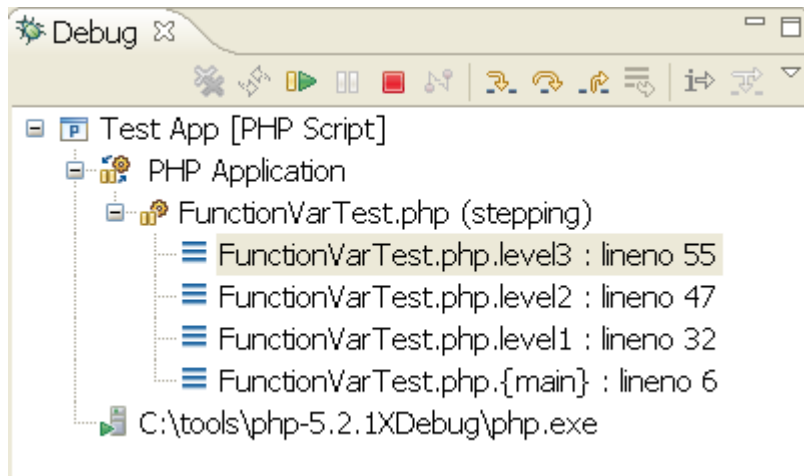 Debug
Test App [PHP Script]
PHP Application
FunctionVarTest.php (stepping)
FunctionVarTest.php.level3 : lineno 55
FunctionVarTest.php.level2 : lineno 47
FunctionVarTest.php.level1 : lineno 32
FunctionVarTest.php.{main} : lineno 6
C:\tools\php-5.2.1XDebug\php.exe